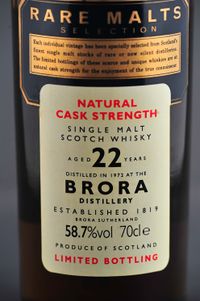 RARE MALTS
SELECTION
Each individual vintage has been specially selected from Scotland's
finest single malt stocks of rare or now silent distilleries.
The limited bottlings of these scarce and unique whiskies are at
natural cask strength for the enjoyment of the true connoisseur.
NATURAL
CASK STRENGTH
SINGLE MALT
SCOTCH WHISKY
AGED 22 YEARS
DISTILLED IN 1972 AT THE
BRORA
DISTILLERY
ESTABLISHED 1819
BRORA SUTHERLAND
58.7%vol 70cl e
PRODUCE OF SCOTLAND
LIMITED BOTTLING